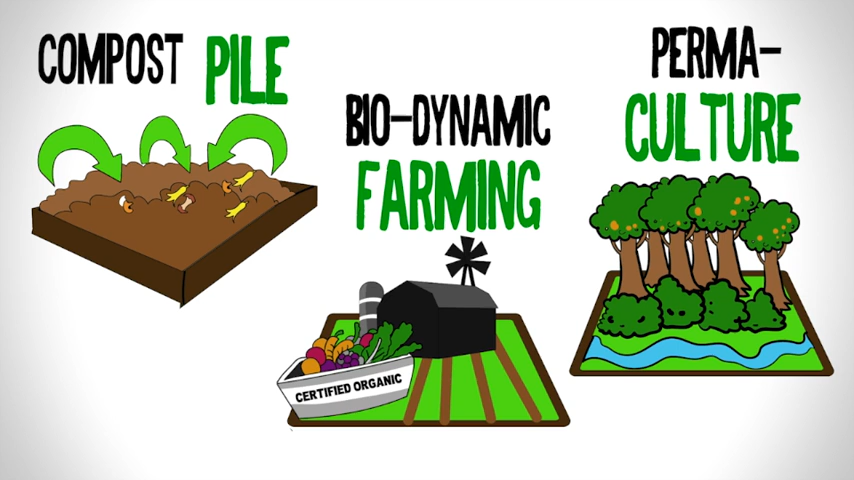 COMPOST PILE
BIO-DYNAMIC
FARMING
CERTIFIED ORGANIC
PERMA-
CULTURE